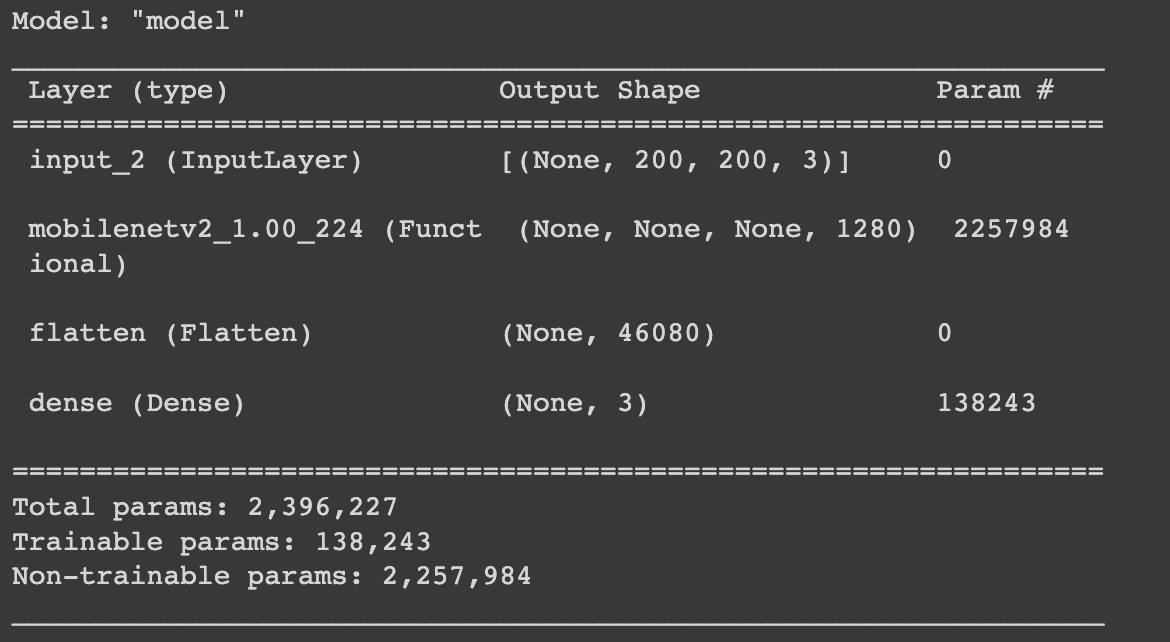 Model: "model"
Layer (type) Output Shape Param #
input_2 (InputLayer) [(None, 200, 200, 3)] 0
mobilenetv2_1.00_224 (Funct (None, None, None, 1280) 2257984
ional)
flatten (Flatten) (None, 46080) 0
dense (Dense) (None, 3) 138243
Total params: 2,396,227
Trainable params: 138,243
Non-trainable params: 2,257,984